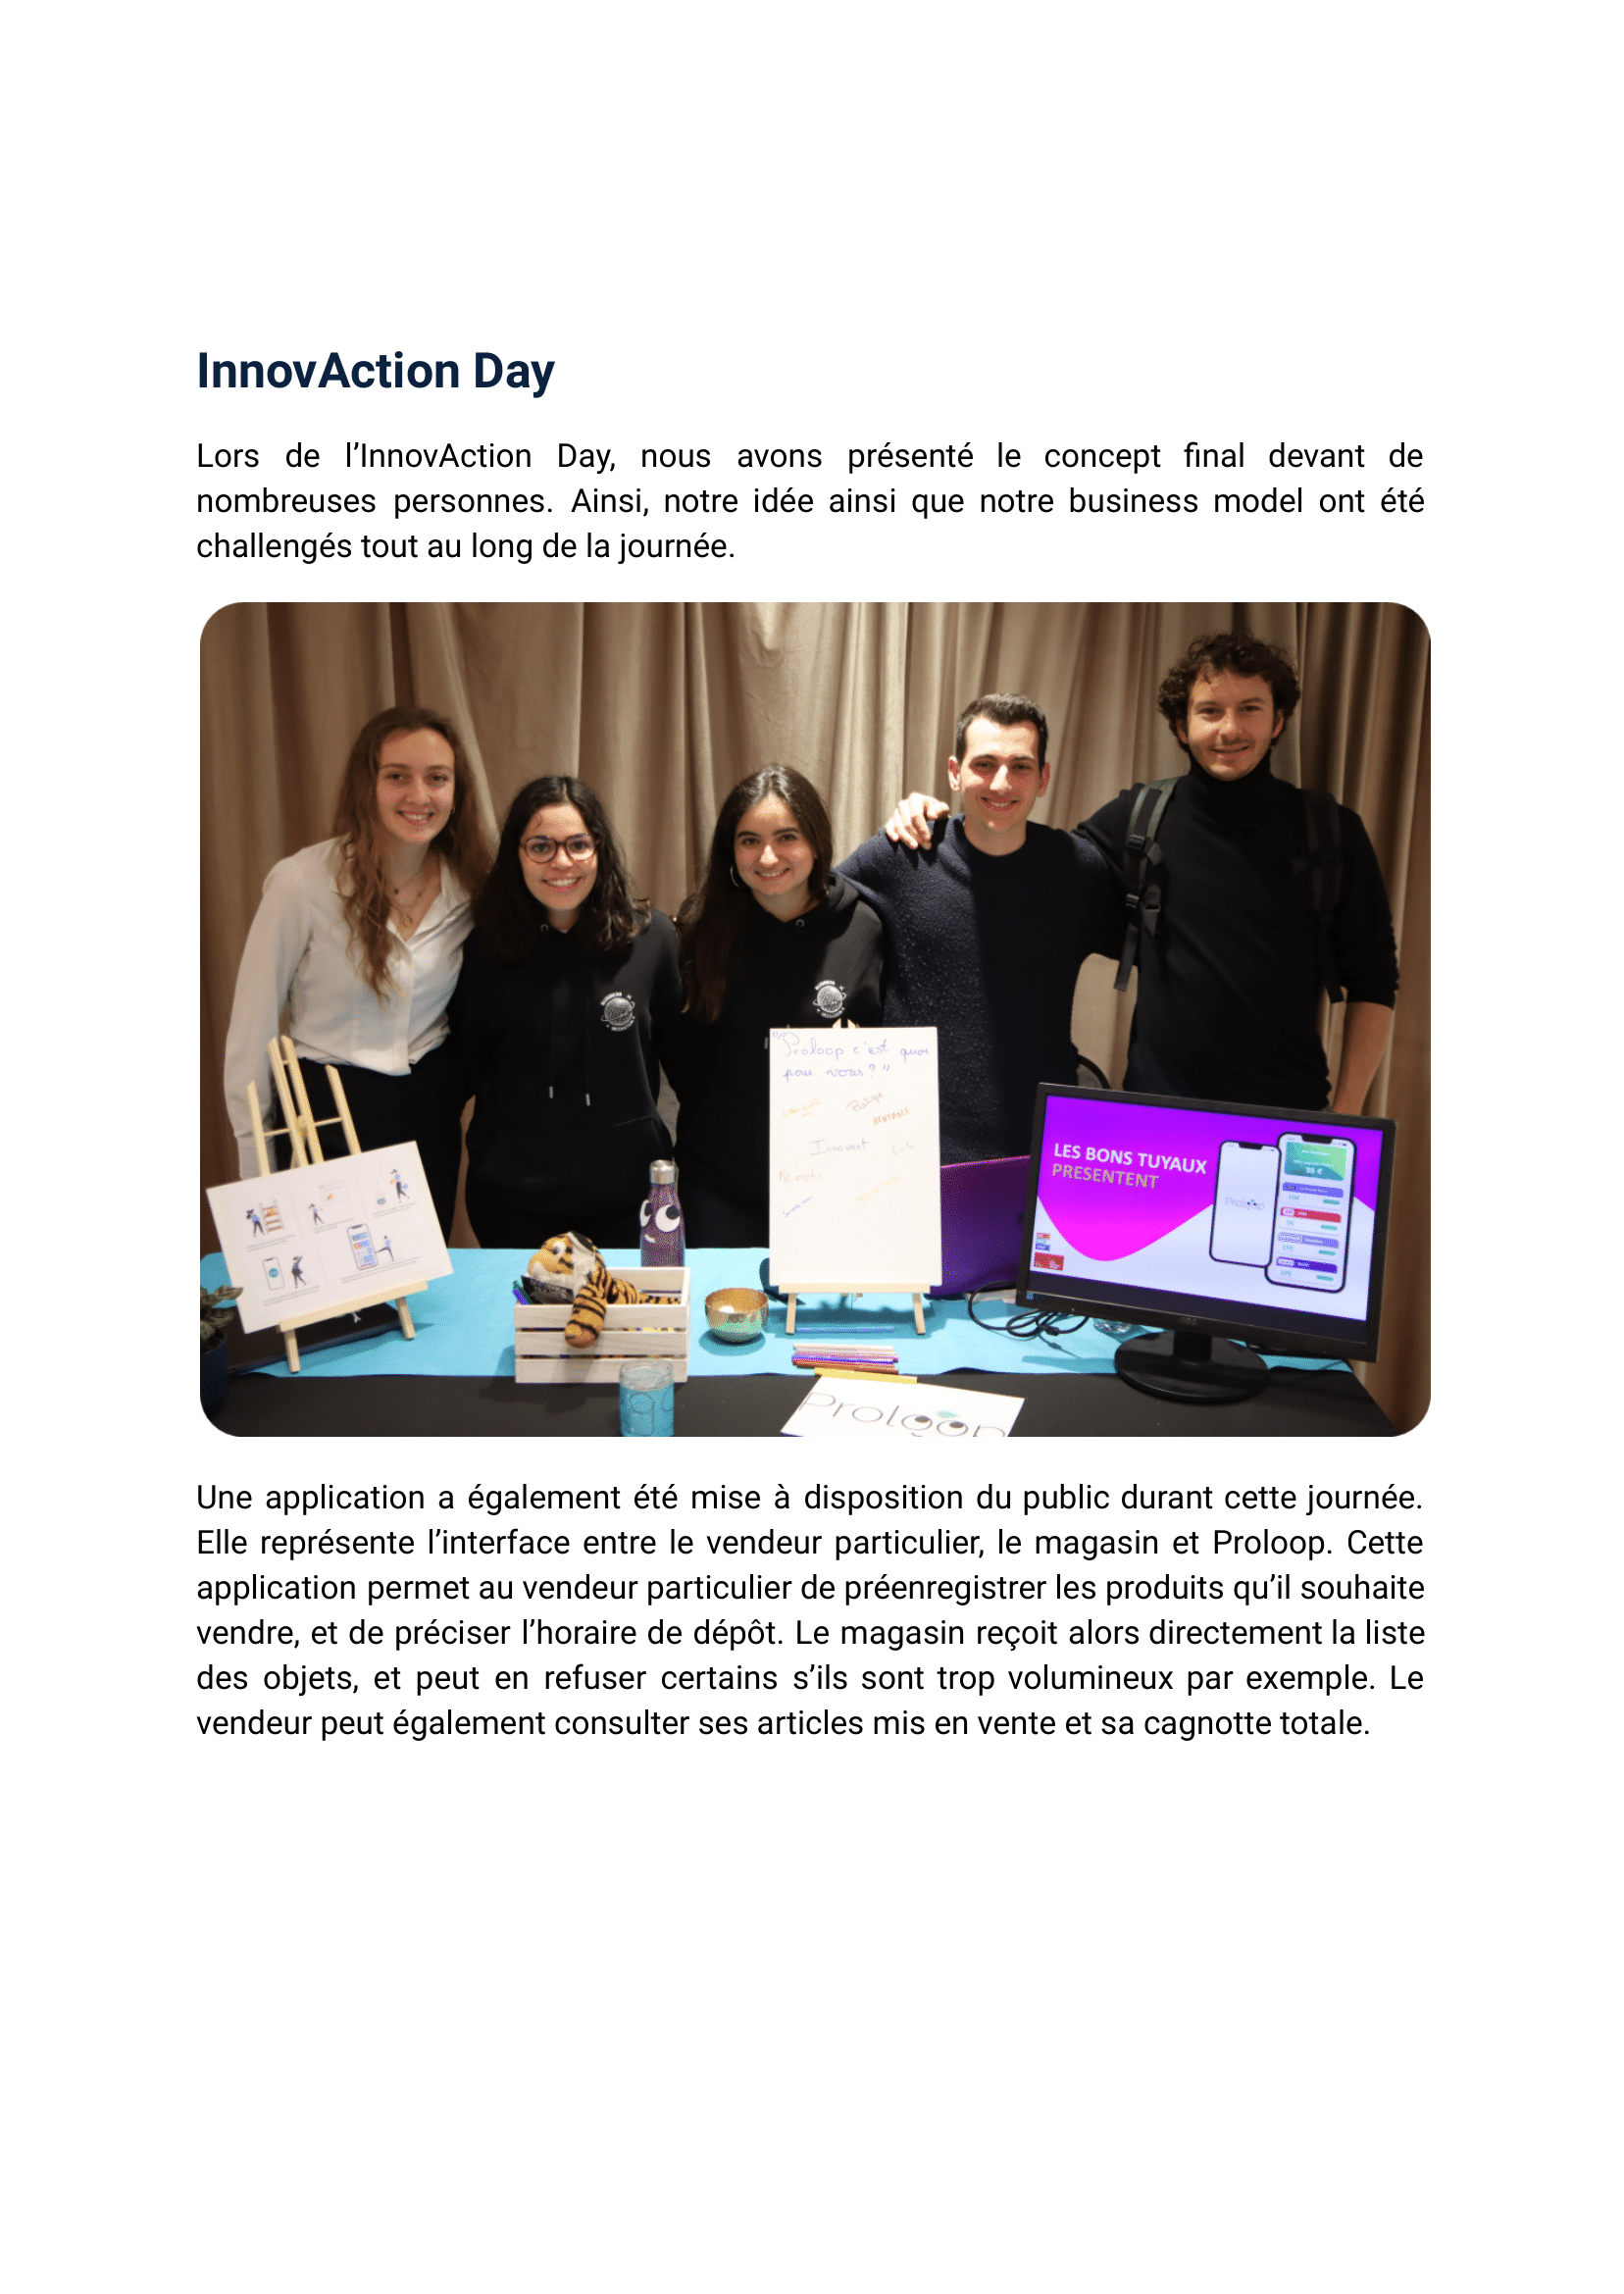 InnovAction Day
Lors de l’InnovAction Day, nous avons présenté le concept final devant de
nombreuses personnes. Ainsi, notre idée ainsi que notre business model ont été
challengés tout au long de la journée.
"Proloop c'est quoi
pour vous ? "
Innovant
LES BONS TUYAUX
PRESENTENT
Proloop
35 €
Proloop
Une application a également été mise à disposition du public durant cette journée.
Elle représente l’interface entre le vendeur particulier, le magasin et Proloop. Cette
application permet au vendeur particulier de préenregistrer les produits qu’il souhaite
vendre, et de préciser l’horaire de dépôt. Le magasin reçoit alors directement la liste
des objets, et peut en refuser certains s’ils sont trop volumineux par exemple. Le
vendeur peut également consulter ses articles mis en vente et sa cagnotte totale.